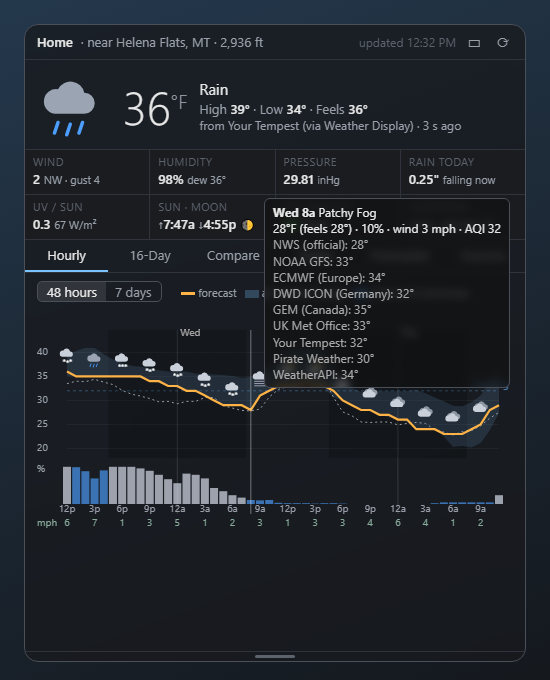 Home · near Helena Flats, MT · 2,936 ft
updated 12:32 PM
36°F
Rain
High 39° · Low 34° · Feels 36°
from Your Tempest (via Weather Display) · 3 s ago
WIND
2 NW · gust 4
HUMIDITY
98% dew 36°
PRESSURE
29.81 inHg
RAIN TODAY
0.25" falling now
UV / SUN
0.3 67 W/m²
SUN · MOON
↑7:47a ↓4:55p
Wed 8a Patchy Fog
28°F (feels 28°) · 10% · wind 3 mph · AQI 32
NWS (official): 28°
NOAA GFS: 33°
ECMWF (Europe): 34°
DWD ICON (Germany): 32°
GEM (Canada): 35°
UK Met Office: 33°
Your Tempest: 32°
Pirate Weather: 30°
WeatherAPI: 34°
Hourly 16-Day Compare
48 hours 7 days
forecast
Wed
40
35
30
25
20
%
12p 3p 6p 9p 12a 3a 6a 9a 12p 3p 6p 9p 12a 3a 6a 9a
mph 6 7 1 3 5 1 2 3 1 3 3 4 6 4 1 2